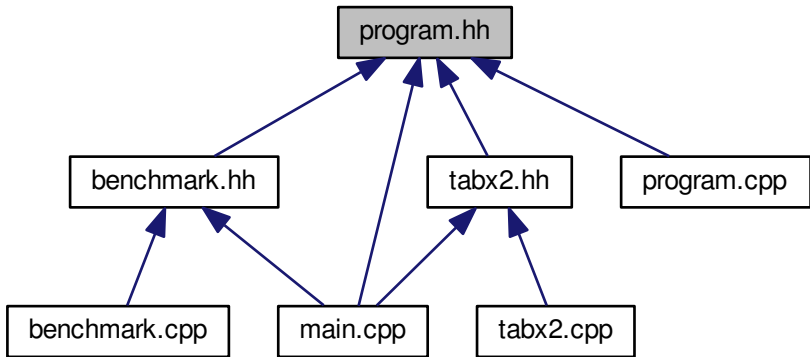 program.hh
benchmark.hh
tabx2.hh
program.cpp
benchmark.cpp
main.cpp
tabx2.cpp